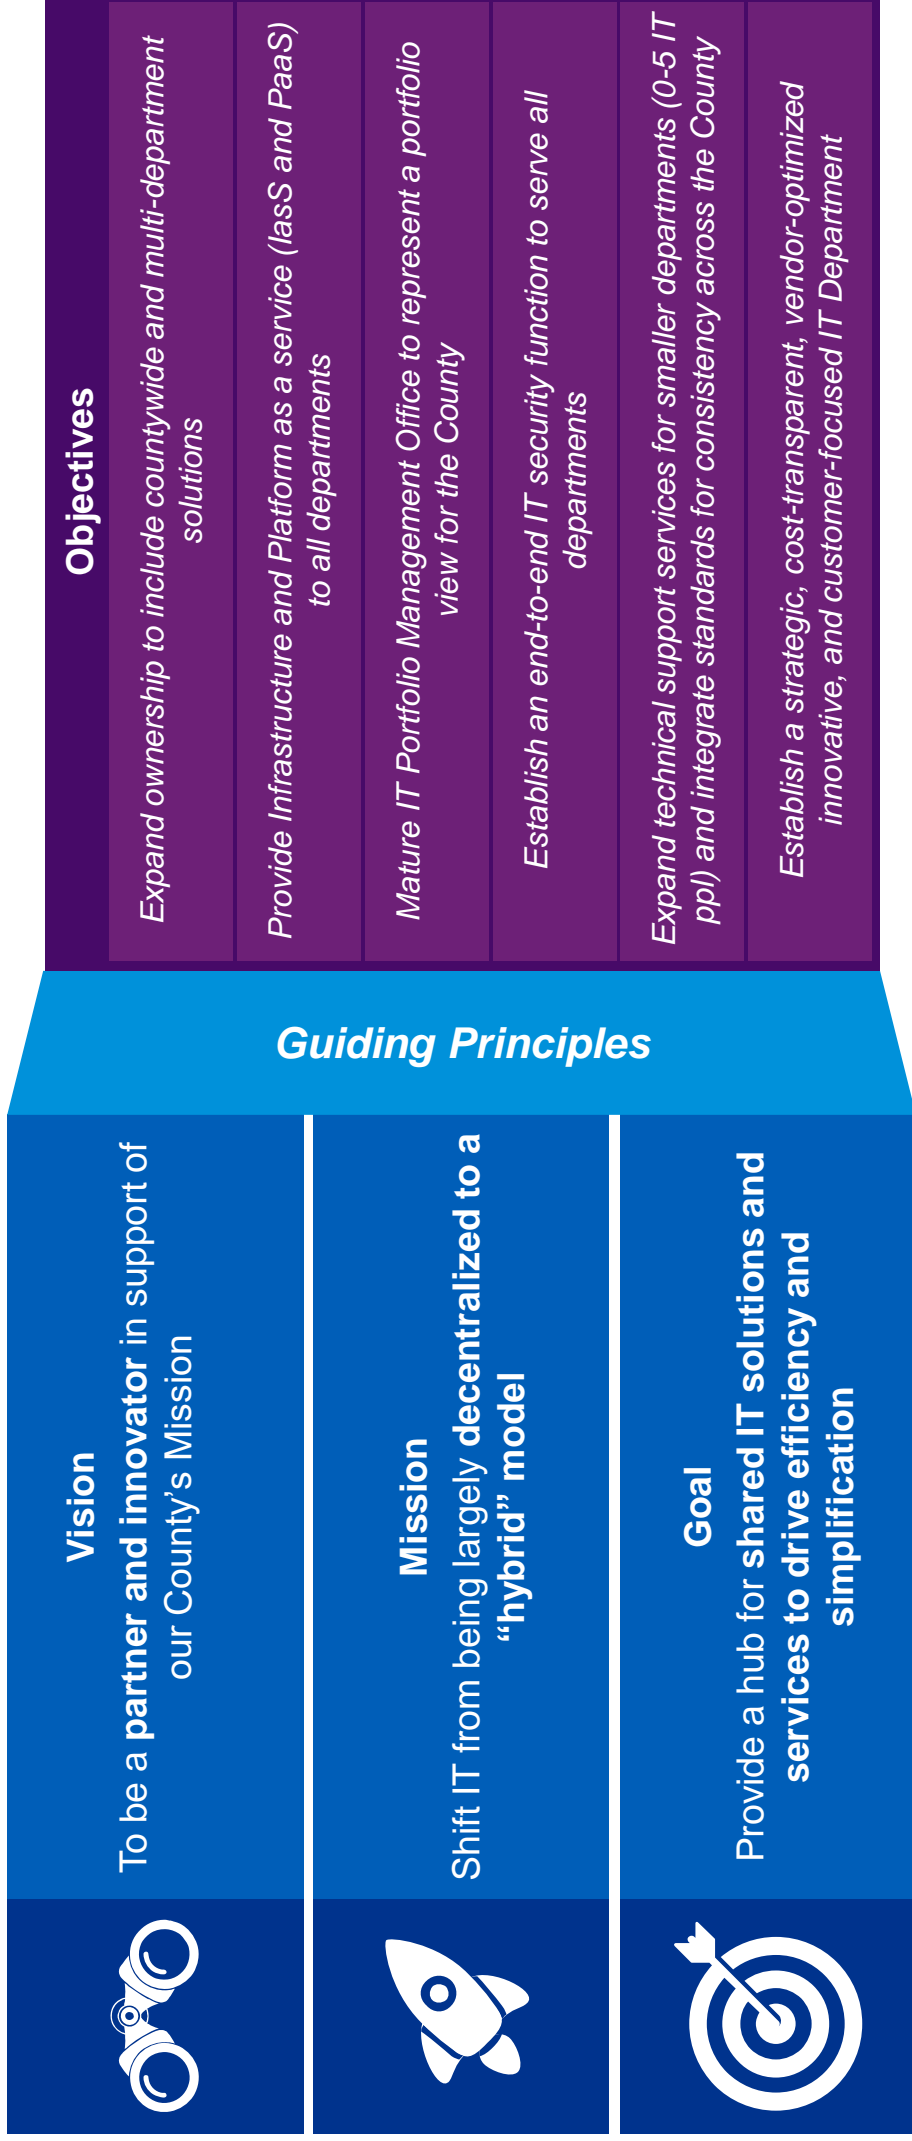 Vision
To be a partner and innovator in support of
our County’s Mission
Mission
Shift IT from being largely decentralized to a
“hybrid” model
Goal
Provide a hub for shared IT solutions and
services to drive efficiency and
simplification
Guiding Principles
Objectives
Expand ownership to include countywide and multi-department
solutions
Provide Infrastructure and Platform as a service (IasS and PaaS)
to all departments
Mature IT Portfolio Management Office to represent a portfolio
view for the County
Establish an end-to-end IT security function to serve all
departments
Expand technical support services for smaller departments (0-5 IT
ppl) and integrate standards for consistency across the County
Establish a strategic, cost-transparent, vendor-optimized
innovative, and customer-focused IT Department